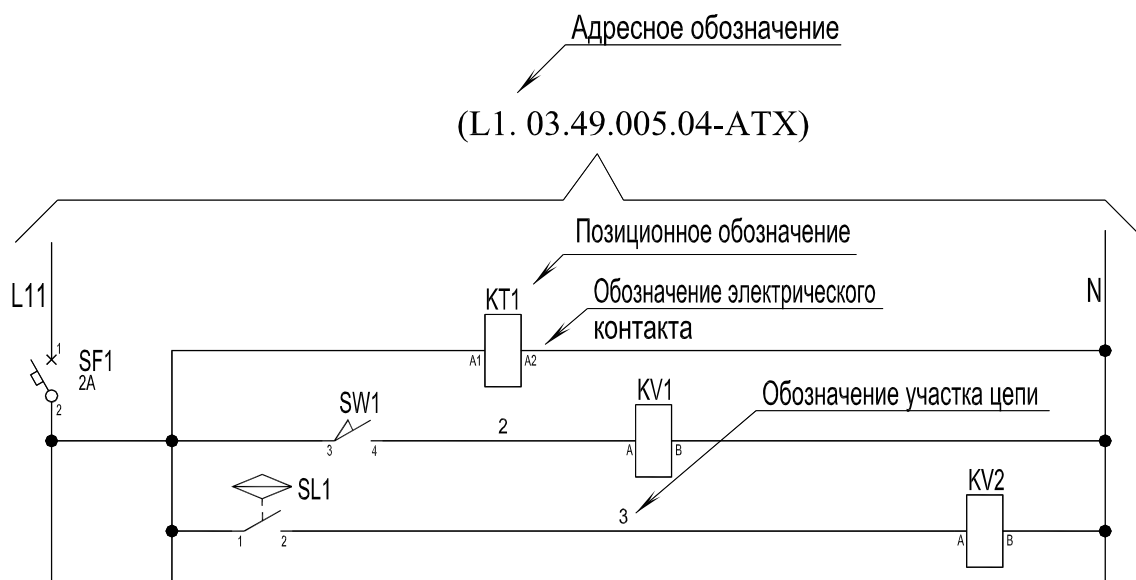 Адресное обозначение
(L1. 03.49.005.04-АТХ)
Позиционное обозначение
L11
KT1
Обозначение электрического
контакта
N
1
SF1
2A
2
A1
A2
SW1
KV1
Обозначение участка цепи
2
3
4
A
B
SL1
KV2
3
1
2
A
B